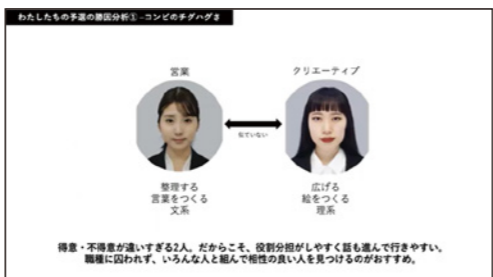 わたしたちの予選の勝因分析① –コンビのチグハグさ
営業
クリエーティブ
似ていない
整理する
言葉をつくる
文系
広げる
絵をつくる
理系
得意・不得意が違いすぎる2人。だからこそ、役割分担がしやすく話も進んで行きやすい。
職種に囚われず、いろんな人と組んで相性の良い人を見つけるのがおすすめ。